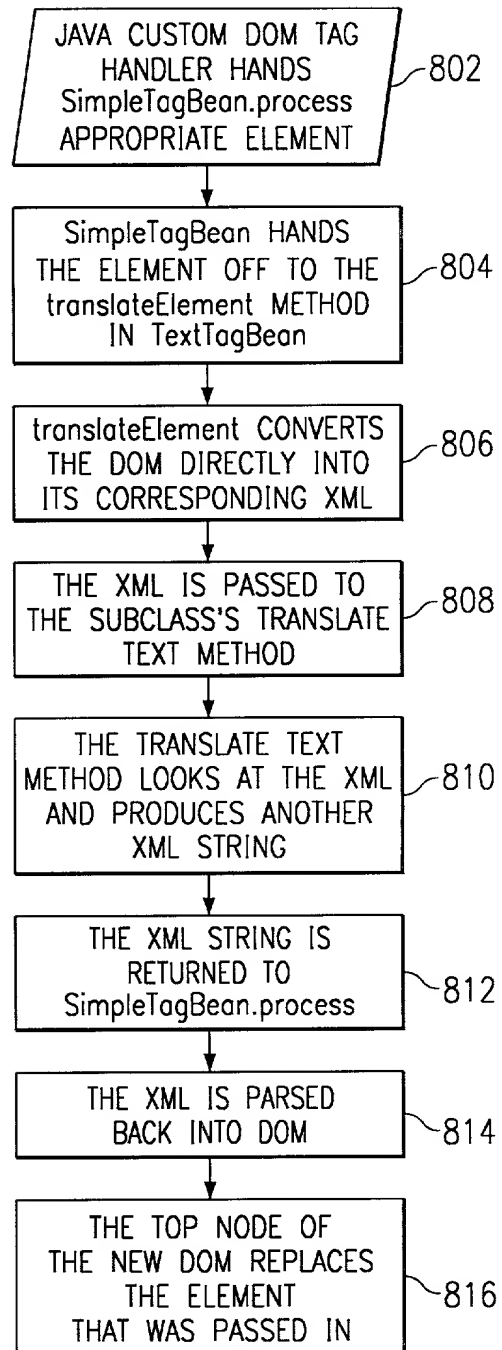 JAVA CUSTOM DOM TAG
HANDLER HANDS
SimpleTagBean.process
APPROPRIATE ELEMENT
802
SimpleTagBean HANDS
THE ELEMENT OFF TO THE
translateElement METHOD
IN TextTagBean
804
translateElement CONVERTS
THE DOM DIRECTLY INTO
ITS CORRESPONDING XML
806
THE XML IS PASSED TO
THE SUBCLASS'S TRANSLATE
TEXT METHOD
808
THE TRANSLATE TEXT
METHOD LOOKS AT THE XML
AND PRODUCES ANOTHER
XML STRING
810
THE XML STRING IS
RETURNED TO
SimpleTagBean.process
812
THE XML IS PARSED
BACK INTO DOM
814
THE TOP NODE OF
THE NEW DOM REPLACES
THE ELEMENT
THAT WAS PASSED IN
816